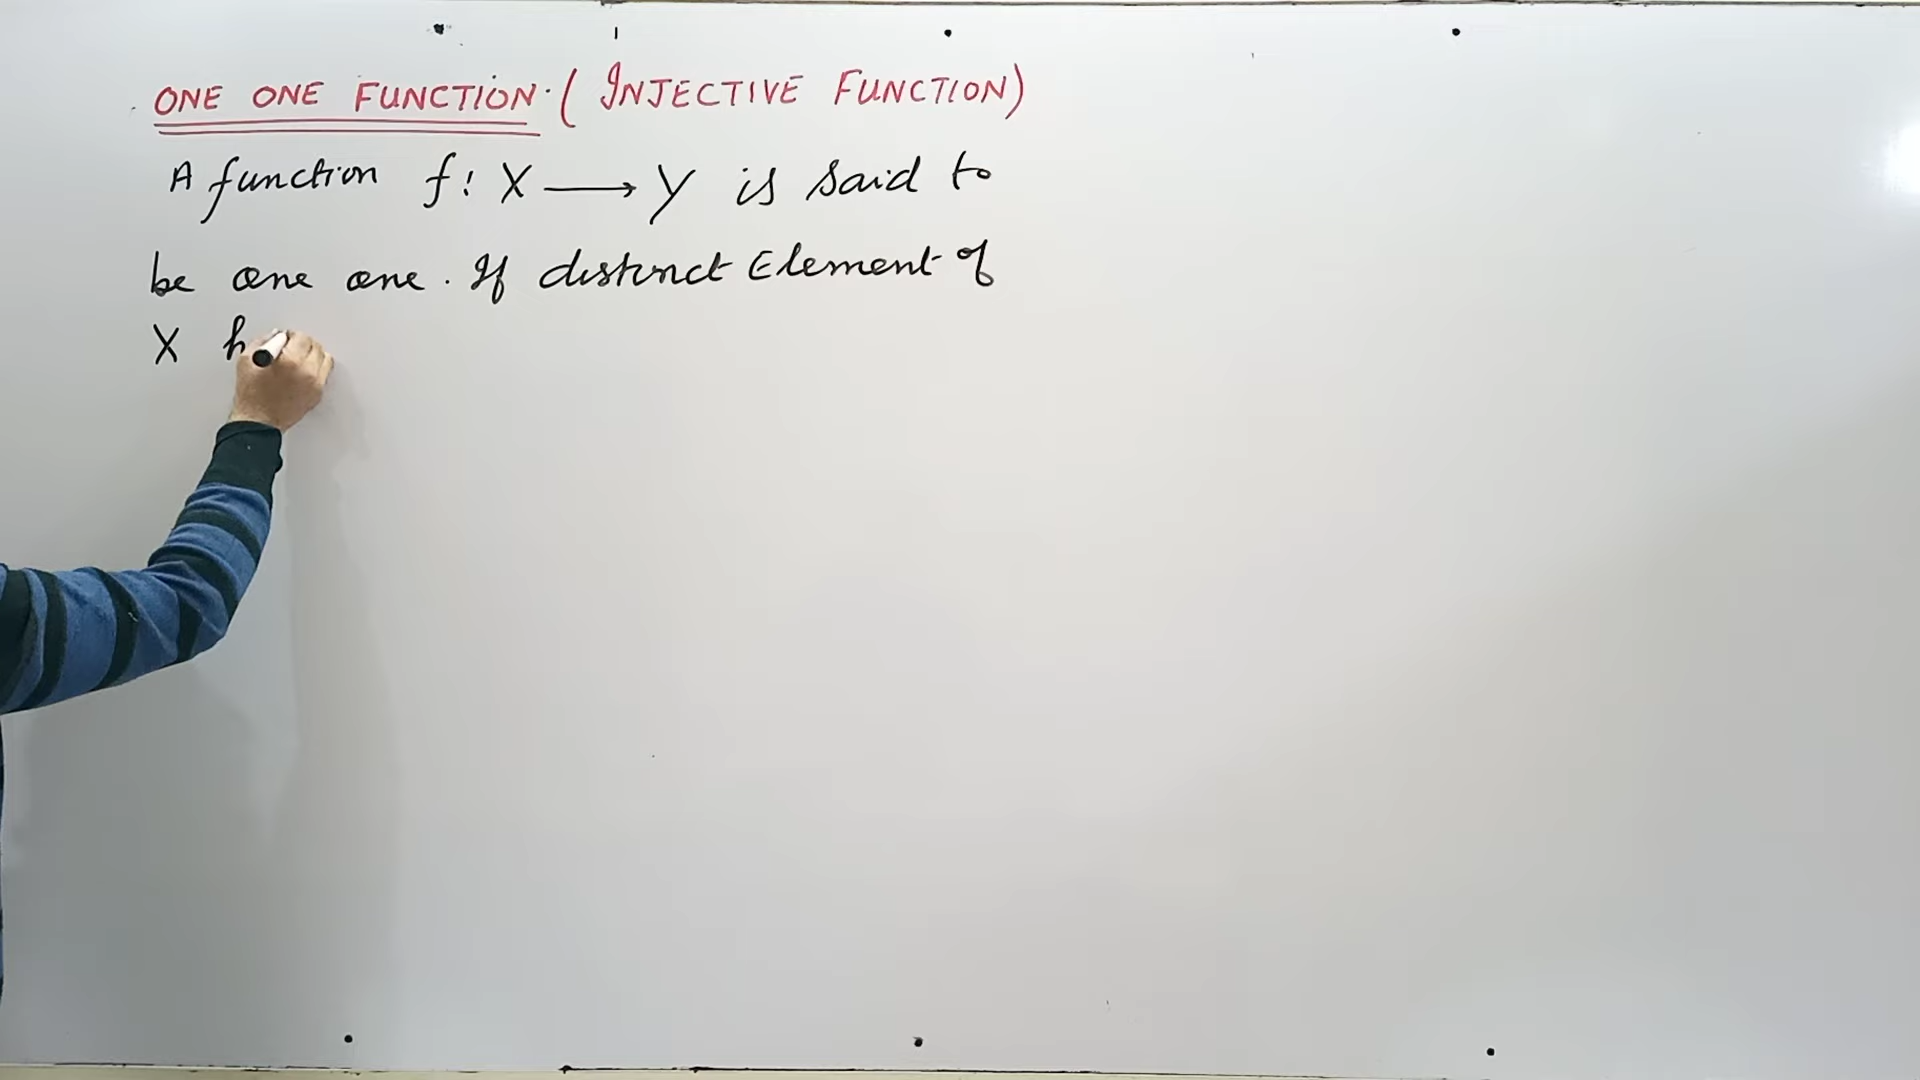 ONE ONE FUNCTION. ( INJECTIVE FUNCTION)
A function f: X ⟶ Y is said to
be one one. If distinct Element of
X h